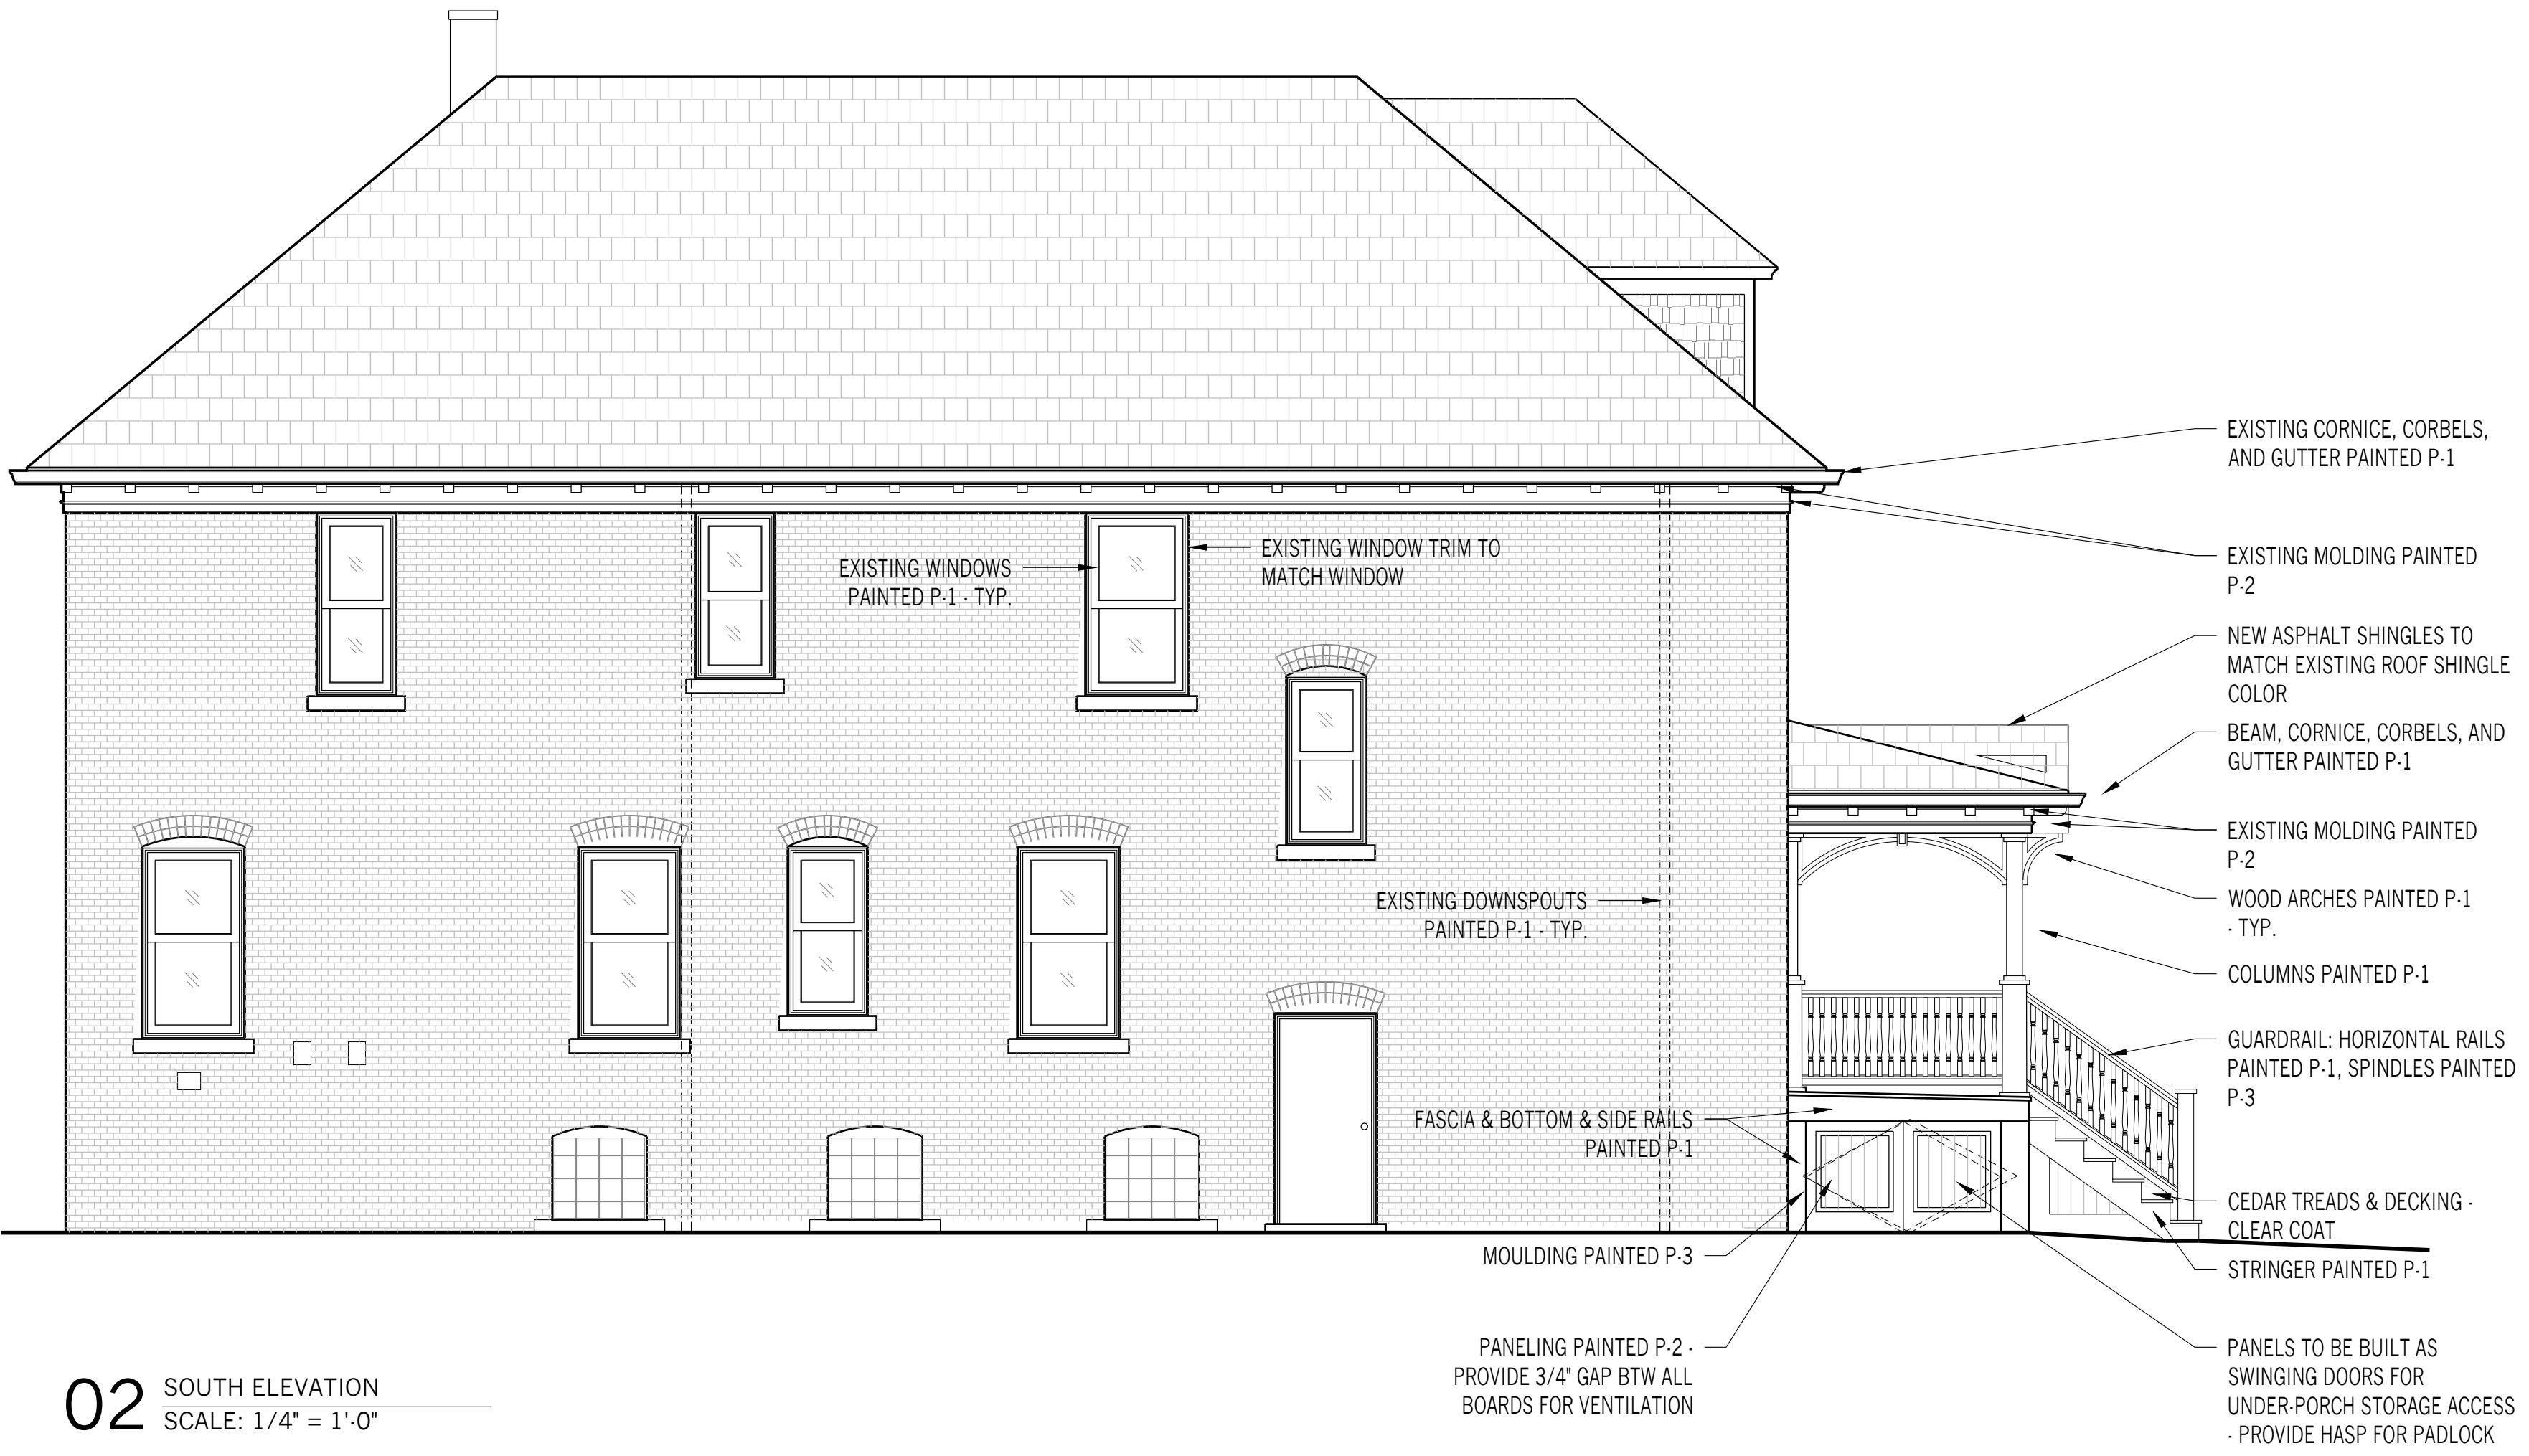 EXISTING CORNICE, CORBELS,
AND GUTTER PAINTED P-1
EXISTING WINDOWS
PAINTED P-1 - TYP.
EXISTING WINDOW TRIM TO
MATCH WINDOW
EXISTING MOLDING PAINTED
P-2
NEW ASPHALT SHINGLES TO
MATCH EXISTING ROOF SHINGLE
COLOR
BEAM, CORNICE, CORBELS, AND
GUTTER PAINTED P-1
EXISTING MOLDING PAINTED
P-2
EXISTING DOWNSPOUTS
PAINTED P-1 - TYP.
WOOD ARCHES PAINTED P-1
- TYP.
COLUMNS PAINTED P-1
GUARDRAIL: HORIZONTAL RAILS
PAINTED P-1, SPINDLES PAINTED
P-3
FASCIA & BOTTOM & SIDE RAILS
PAINTED P-1
CEDAR TREADS & DECKING -
CLEAR COAT
MOULDING PAINTED P-3
STRINGER PAINTED P-1
PANELING PAINTED P-2 -
PROVIDE 3/4" GAP BTW ALL
BOARDS FOR VENTILATION
PANELS TO BE BUILT AS
SWINGING DOORS FOR
UNDER-PORCH STORAGE ACCESS
- PROVIDE HASP FOR PADLOCK
02 SOUTH ELEVATION
SCALE: 1/4" = 1'-0"